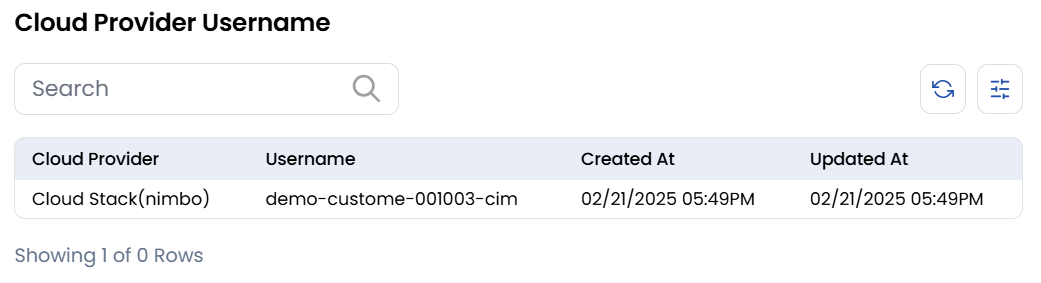 Cloud Provider Username
Search
Cloud Provider Username Created At Updated At
Cloud Stack(nimbo) demo-custome-001003-cim 02/21/2025 05:49PM 02/21/2025 05:49PM
Showing 1 of 0 Rows